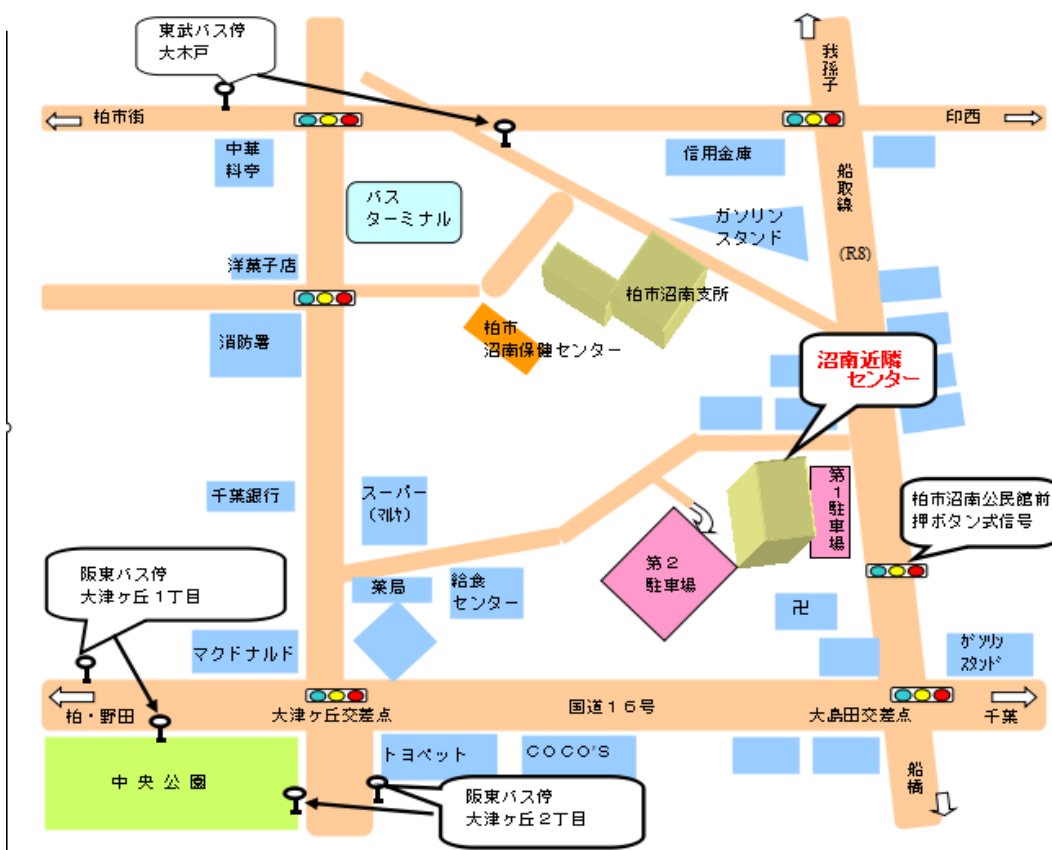 東武バス停
大木戸
我孫子
柏市街
印西
中華
料亭
信用金庫
船取線
バス
ターミナル
ガソリン
スタンド
(R8)
洋菓子店
柏市沼南支所
消防署
柏市
沼南保健センター
沼南近隣
センター
千葉銀行
スーパー
(マルヤ)
第1駐車場
柏市沼南公民館前
押ボタン式信号
阪東バス停
大津ヶ丘1丁目
薬局
給食
センター
第2
駐車場
卍
マクドナルド
ガソリン
スタンド
柏・野田
大津ヶ丘交差点
国道16号
大島田交差点
千葉
中央公園
トヨペット
COCO'S
船橋
阪東バス停
大津ヶ丘2丁目